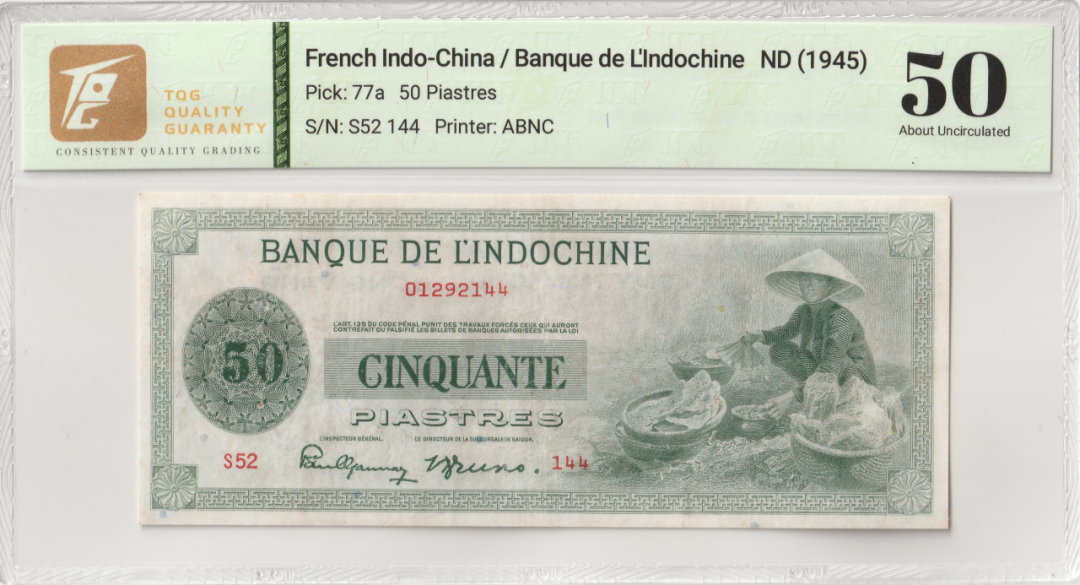 TQG
QUALITY
GUARANTY
CONSISTENT QUALITY GRADING
French Indo-China / Banque de L'Indochine ND (1945)
Pick: 77a 50 Piastres
S/N: S52 144 Printer: ABNC
50
About Uncirculated
BANQUE DE L'INDOCHINE
01292144
L'ART. 139 DU CODE PÉNAL PUNIT DES TRAVAUX FORCÉS CEUX QUI AURONT
CONTREFAIT OU FALSIFIÉ LES BILLETS DE BANQUES AUTORISÉES PAR LA LOI
50
CINQUANTE
PIASTRES
L'INSPECTEUR GÉNÉRAL, LE DIRECTEUR DE LA SUCCURSALE DE SAIGON,
S52 144